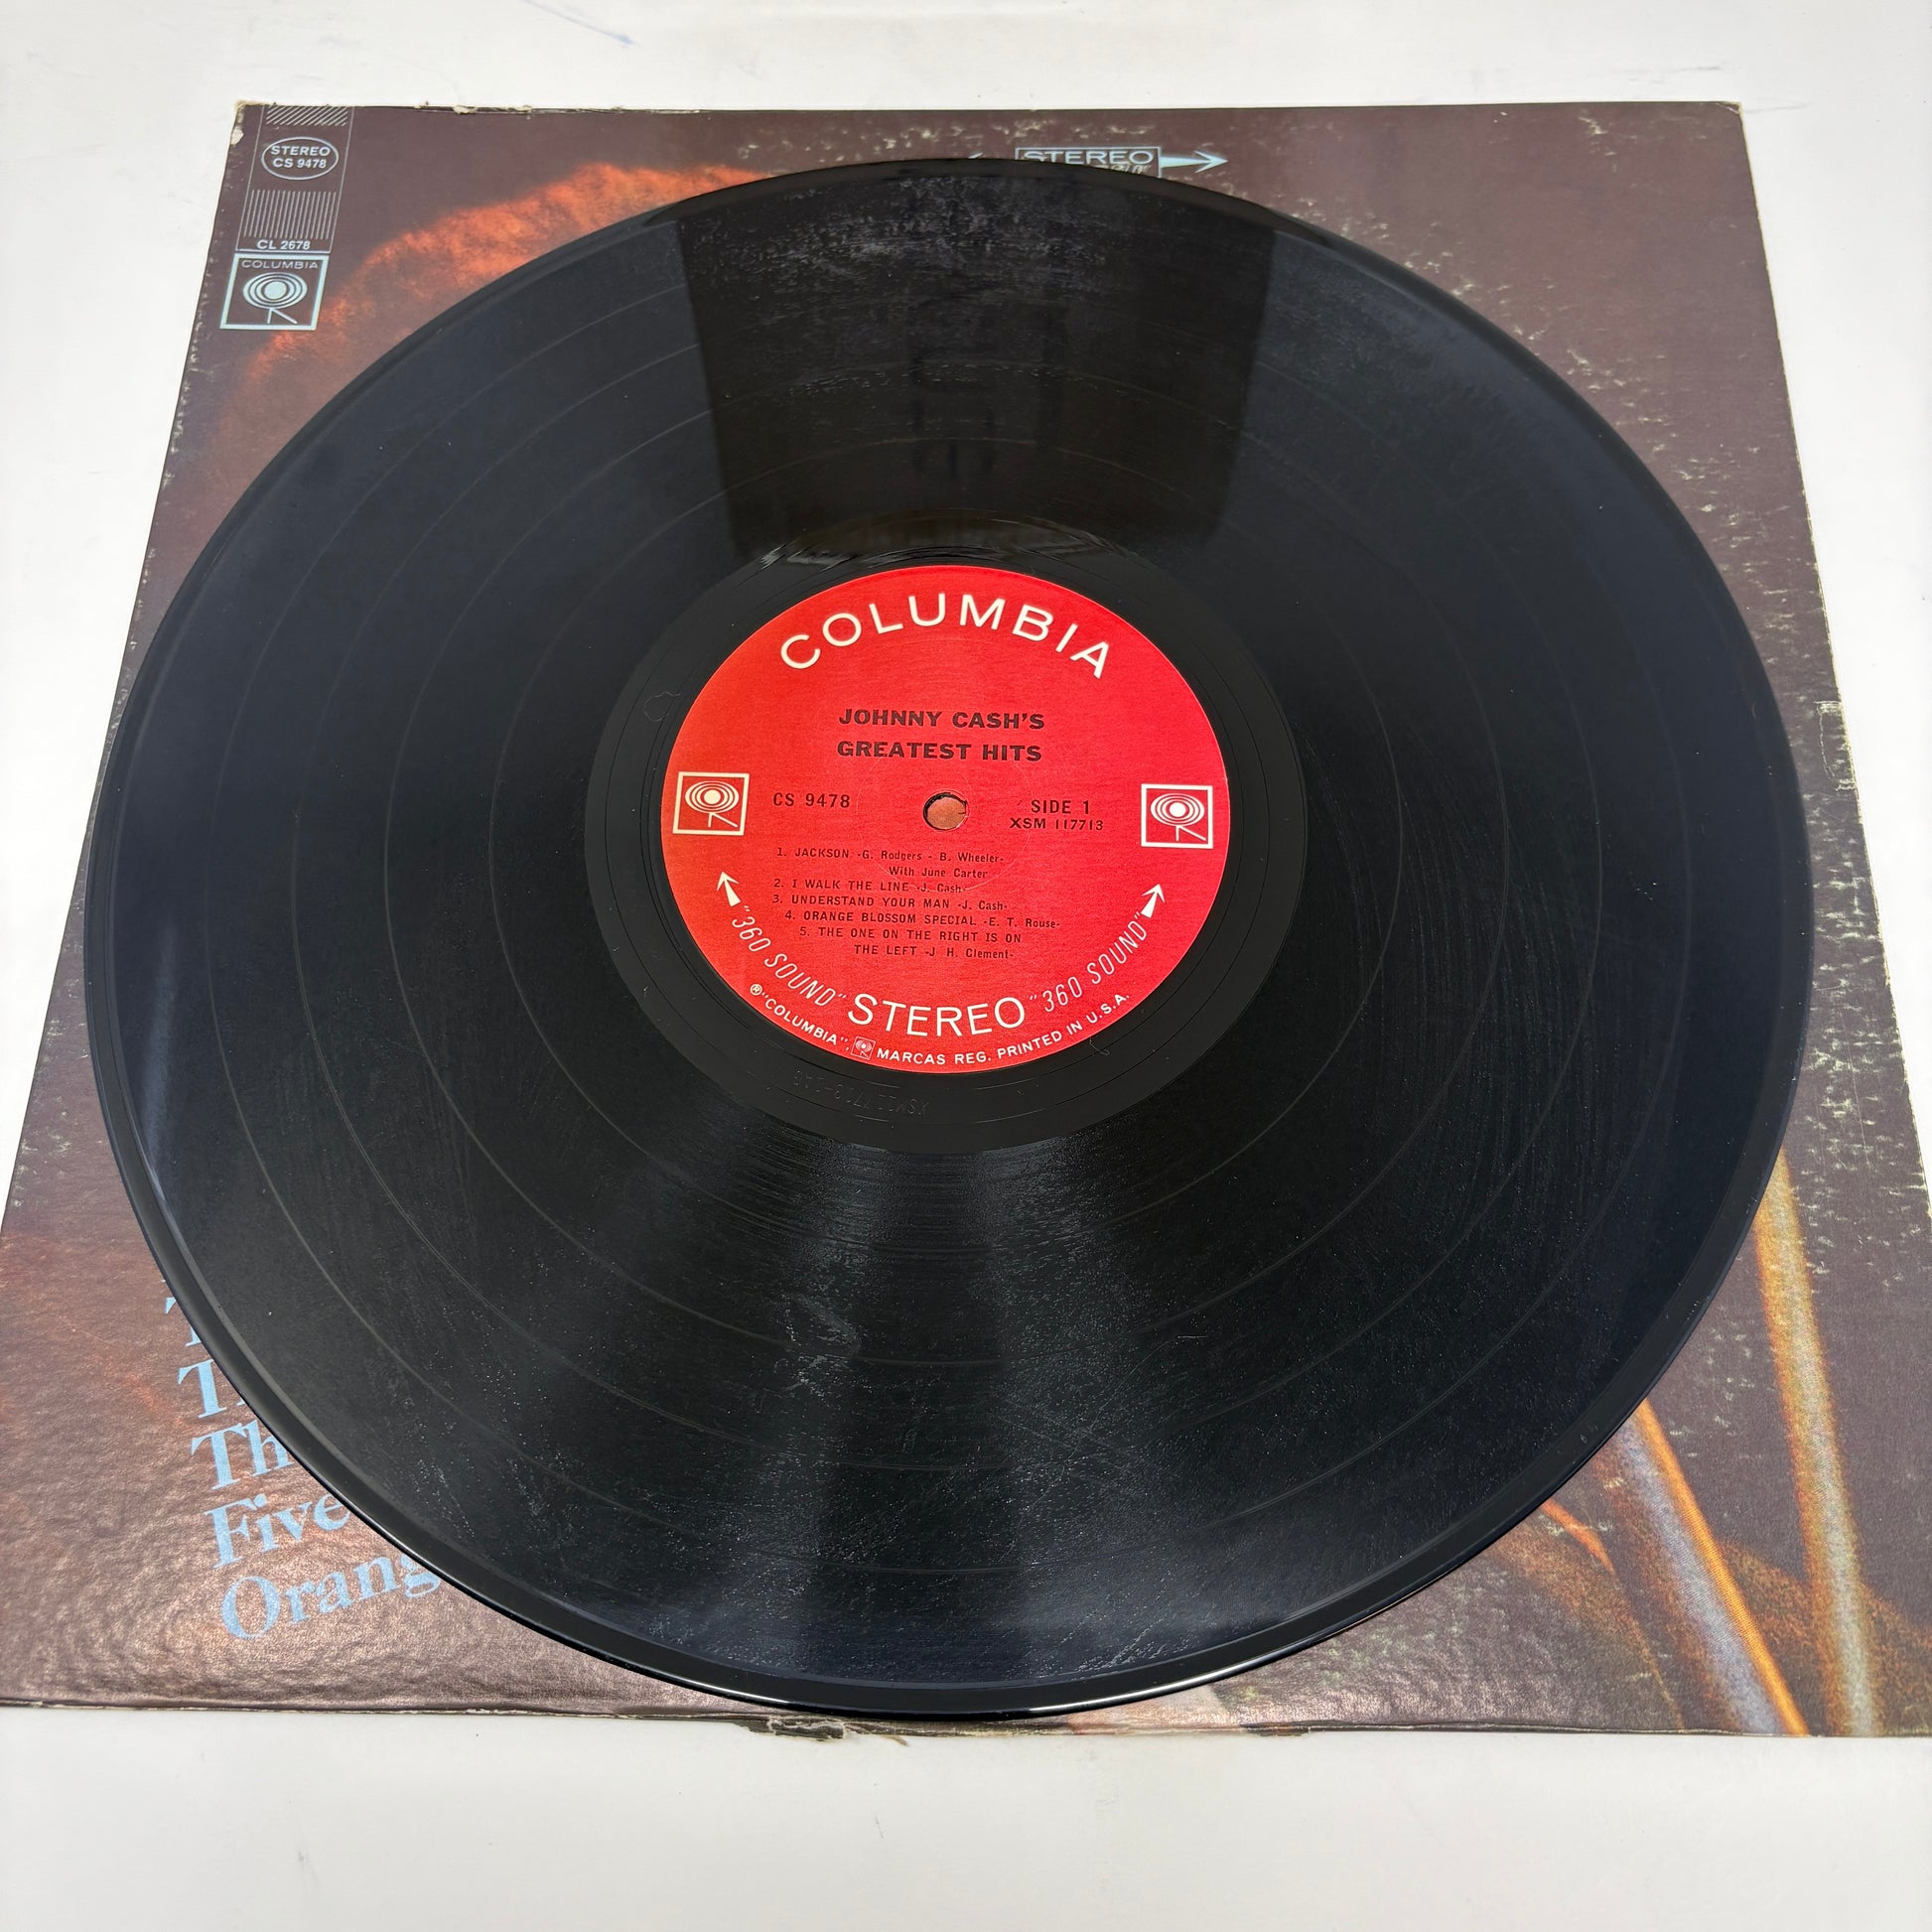 STEREO
CS 9478
CL 2678
COLUMBIA
STEREO
COLUMBIA
JOHNNY CASH'S
GREATEST HITS
CS 9478
SIDE 1
XSM 117713
1. JACKSON -G. Rodgers - B. Wheeler-
With June Carter
2. I WALK THE LINE -J. Cash-
3. UNDERSTAND YOUR MAN -J. Cash-
4. ORANGE BLOSSOM SPECIAL -E. T. Rouse-
5. THE ONE ON THE RIGHT IS ON
THE LEFT -J H. Clement-
"360 SOUND" STEREO "360 SOUND"
®"COLUMBIA", MARCAS REG. PRINTED IN U.S.A.
T
Th
Five
Orang